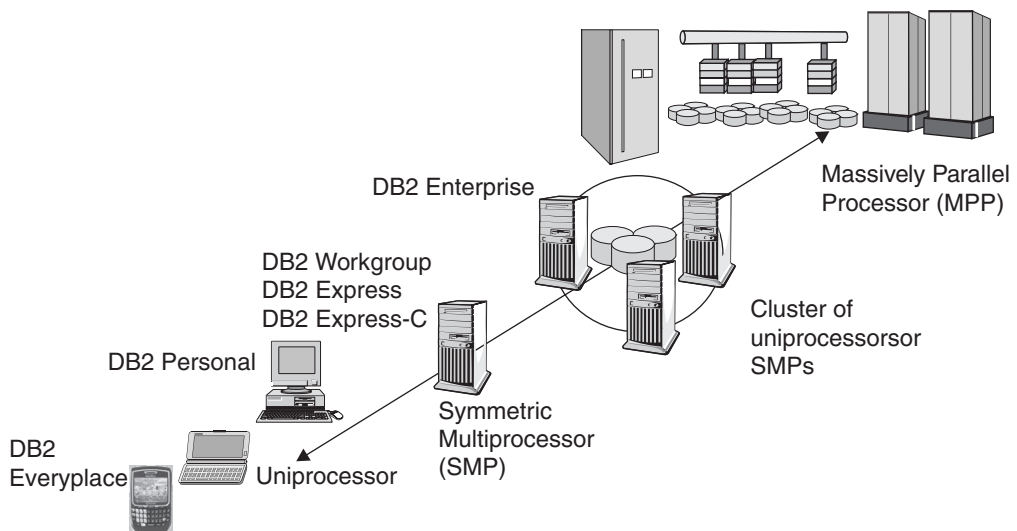 Massively Parallel
Processor (MPP)
DB2 Enterprise
DB2 Workgroup
DB2 Express
DB2 Express-C
Cluster of
uniprocessorsor
SMPs
DB2 Personal
Symmetric
Multiprocessor
(SMP)
DB2
Everyplace
Uniprocessor